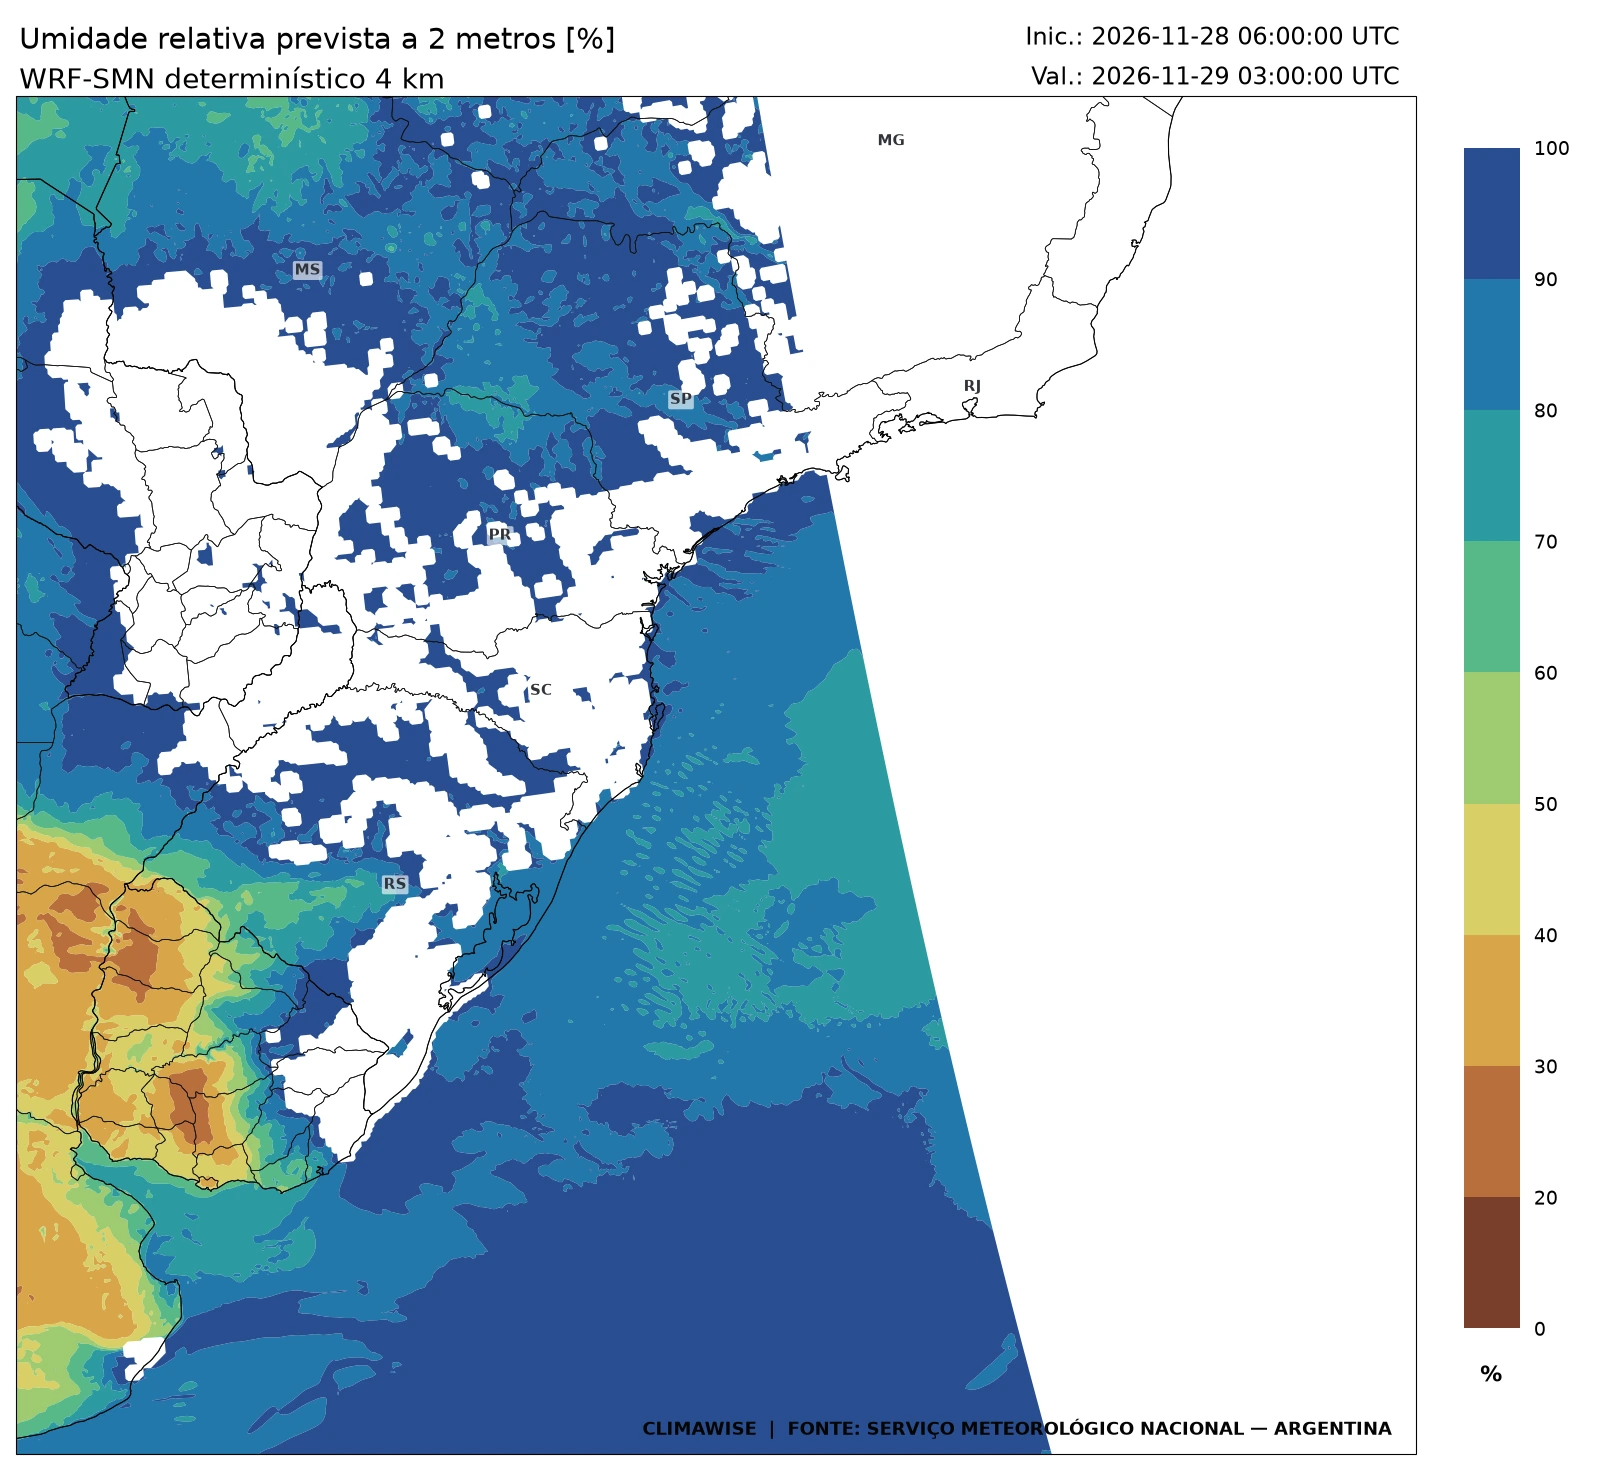 Umidade relativa prevista a 2 metros [%]
WRF-SMN determinístico 4 km
Inic.: 2026-11-28 06:00:00 UTC
Val.: 2026-11-29 03:00:00 UTC
MG
MS
RJ
SP
PR
SC
RS
100
90
80
70
60
50
40
30
20
0
%
CLIMAWISE | FONTE: SERVIÇO METEOROLÓGICO NACIONAL — ARGENTINA